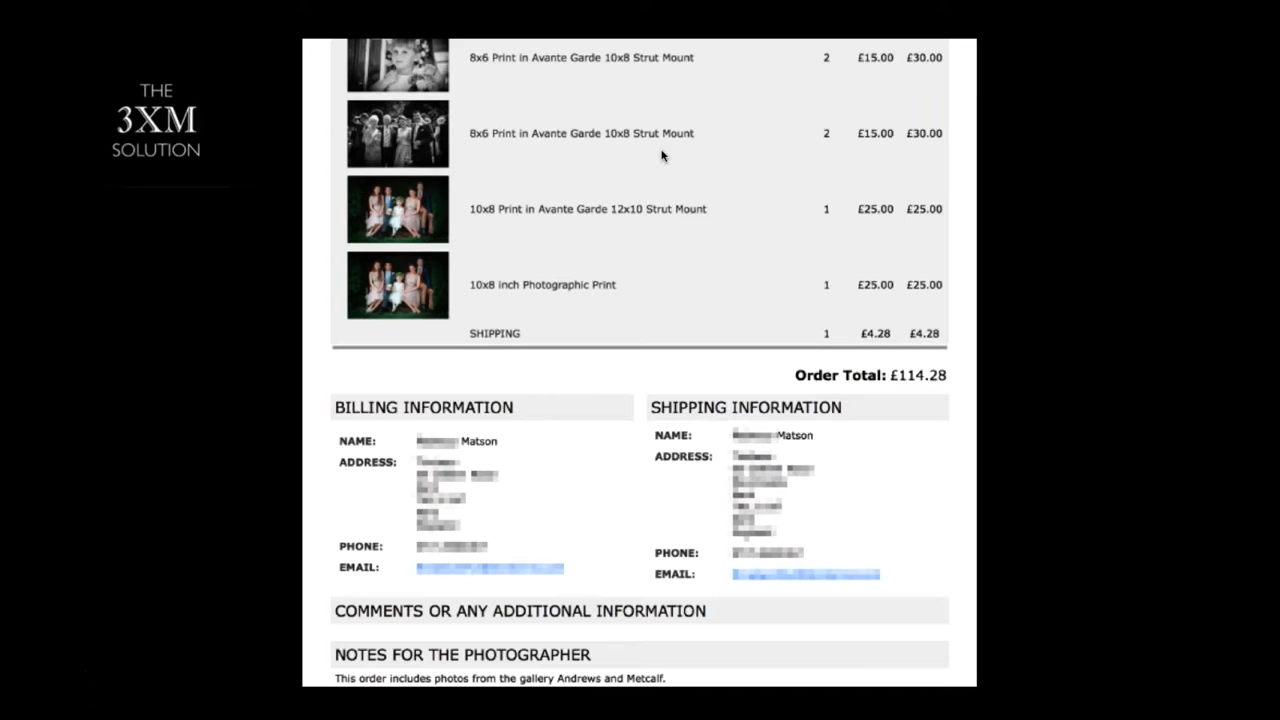 THE
3XM
SOLUTION
8x6 Print in Avante Garde 10x8 Strut Mount 2 £15.00 £30.00
8x6 Print in Avante Garde 10x8 Strut Mount 2 £15.00 £30.00
10x8 Print in Avante Garde 12x10 Strut Mount 1 £25.00 £25.00
10x8 inch Photographic Print 1 £25.00 £25.00
SHIPPING 1 £4.28 £4.28
Order Total: £114.28
BILLING INFORMATION
NAME: Matson
ADDRESS:
PHONE:
EMAIL:
SHIPPING INFORMATION
NAME: Matson
ADDRESS:
PHONE:
EMAIL:
COMMENTS OR ANY ADDITIONAL INFORMATION
NOTES FOR THE PHOTOGRAPHER
This order includes photos from the gallery Andrews and Metcalf.